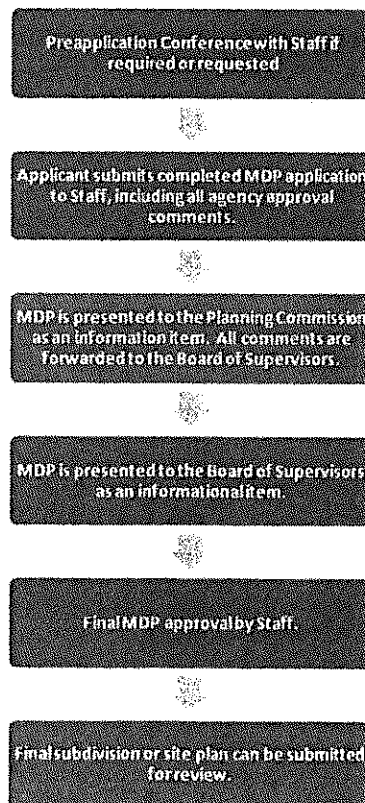 Preapplication Conference with Staff if
required or requested
Applicant submits completed MDP application
to Staff, including all agency approval
comments.
MDP is presented to the Planning Commission
as an information item. All comments are
forwarded to the Board of Supervisors.
MDP is presented to the Board of Supervisors
as an informational item.
Final MDP approval by Staff.
Final subdivision or site plan can be submitted
for review.